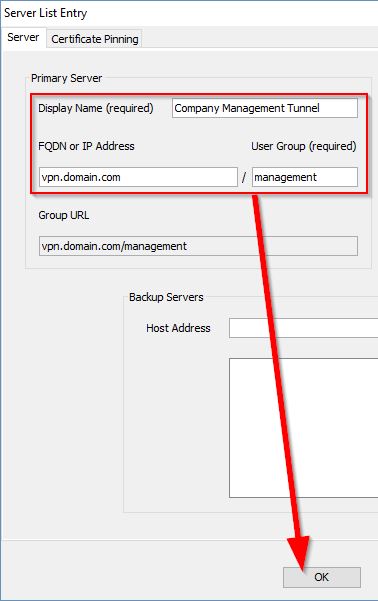 Server List Entry
Server Certificate Pinning
Primary Server
Display Name (required) Company Management Tunnel
FQDN or IP Address User Group (required)
vpn.domain.com / management
Group URL
vpn.domain.com/management
Backup Servers
Host Address
OK